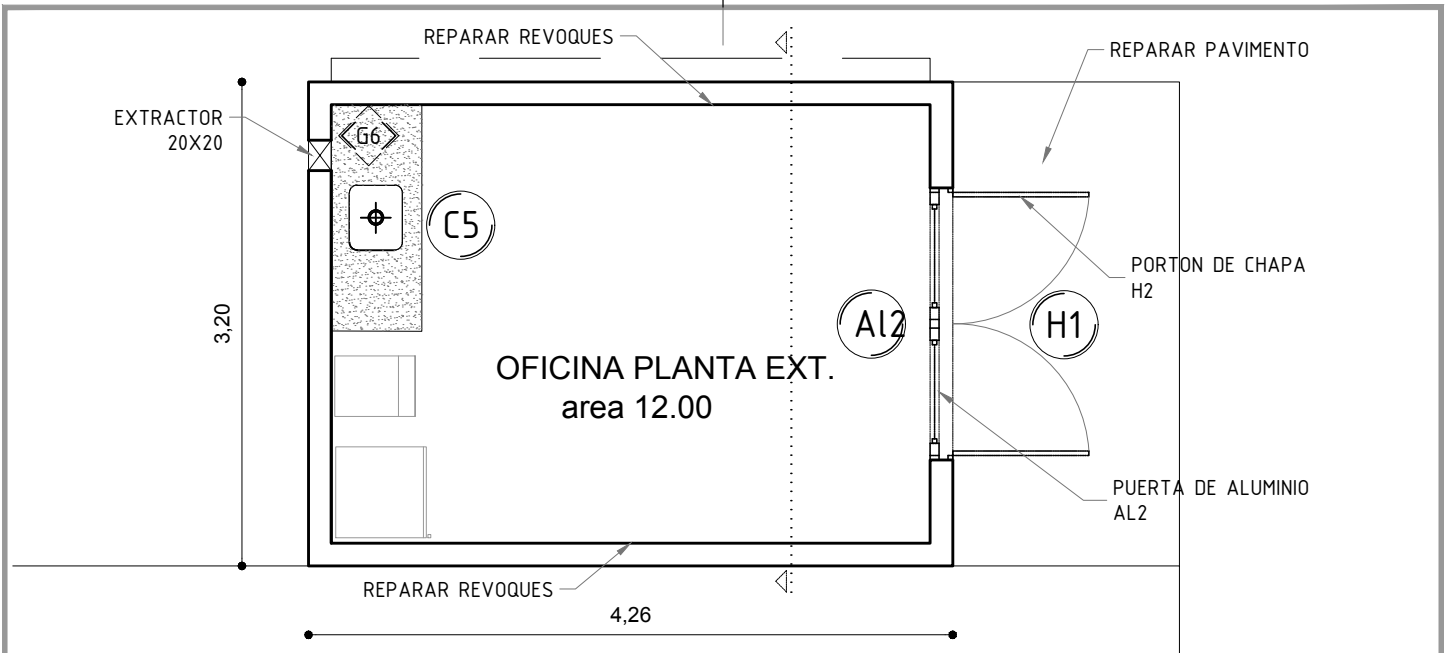 REPARAR REVOQUES
REPARAR PAVIMENTO
EXTRACTOR
20X20
G6
C5
PORTON DE CHAPA
H2
3,20
Al2
H1
OFICINA PLANTA EXT.
area 12.00
PUERTA DE ALUMINIO
AL2
REPARAR REVOQUES
4,26